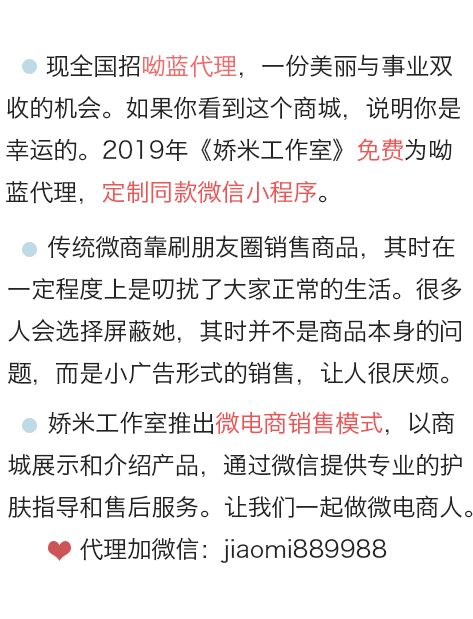 现全国招呦蓝代理，一份美丽与事业双
收的机会。如果你看到这个商城，说明你是
幸运的。2019年《娇米工作室》免费为呦
蓝代理，定制同款微信小程序。
传统微商靠刷朋友圈销售商品，其时在
一定程度上是叨扰了大家正常的生活。很多
人会选择屏蔽她，其时并不是商品本身的问
题，而是小广告形式的销售，让人很厌烦。
娇米工作室推出微电商销售模式，以商
城展示和介绍产品，通过微信提供专业的护
肤指导和售后服务。让我们一起做微电商人。
代理加微信：jiaomi889988